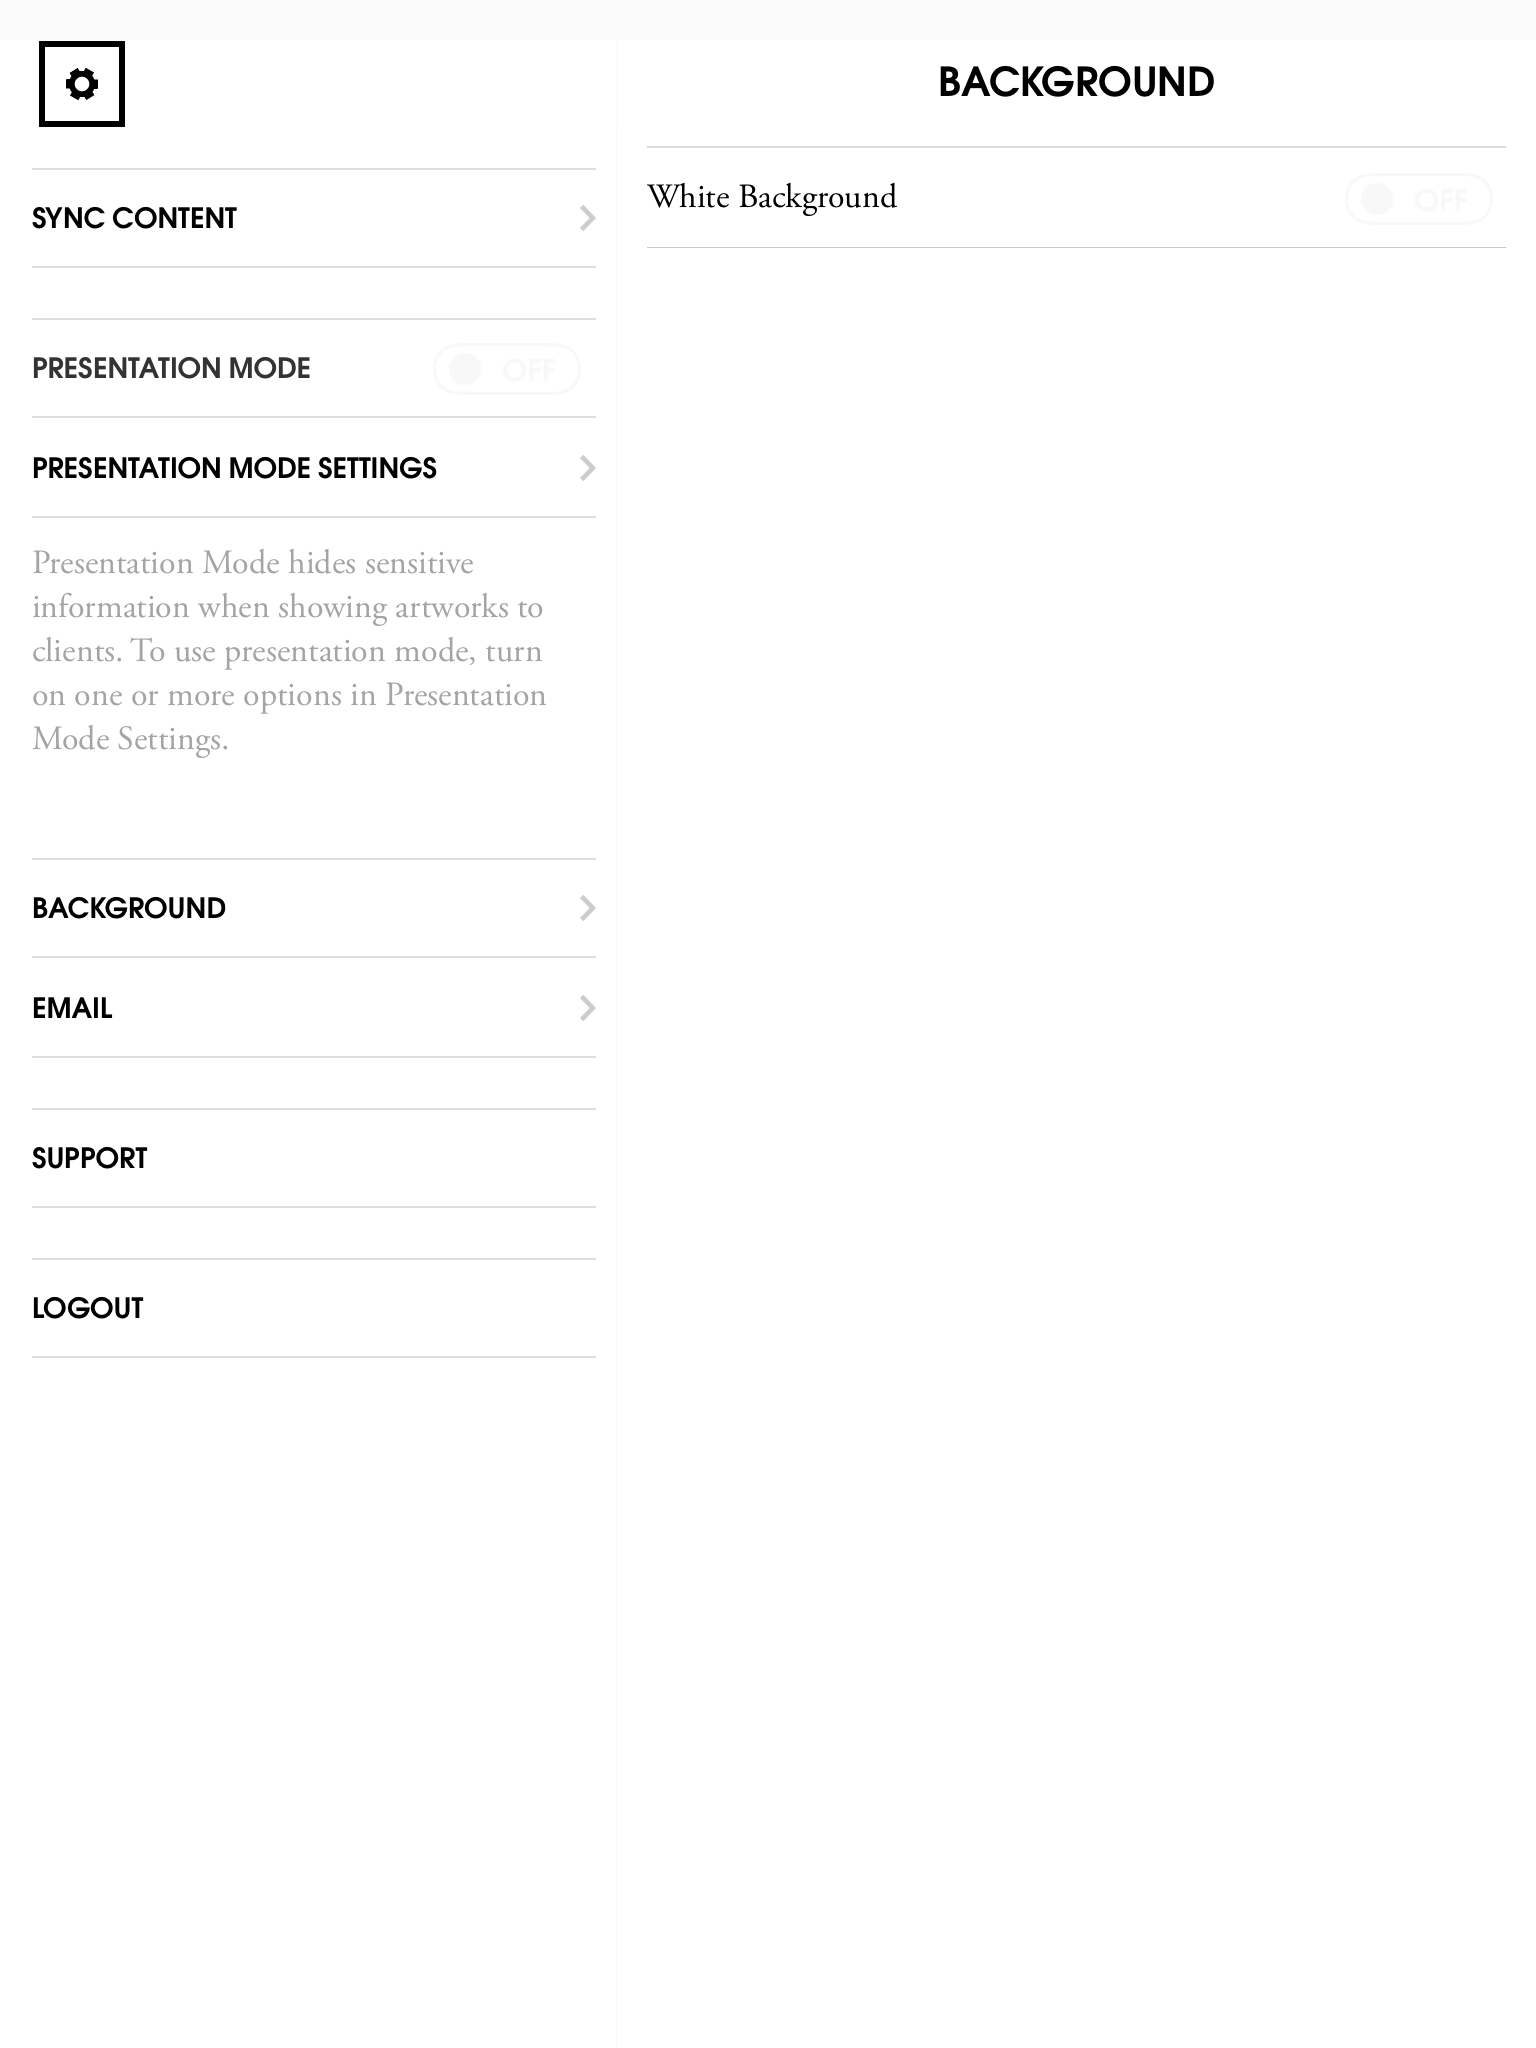 SYNC CONTENT
PRESENTATION MODE
OFF
PRESENTATION MODE SETTINGS
Presentation Mode hides sensitive
information when showing artworks to
clients. To use presentation mode, turn
on one or more options in Presentation
Mode Settings.
BACKGROUND
EMAIL
SUPPORT
LOGOUT
BACKGROUND
White Background
OFF